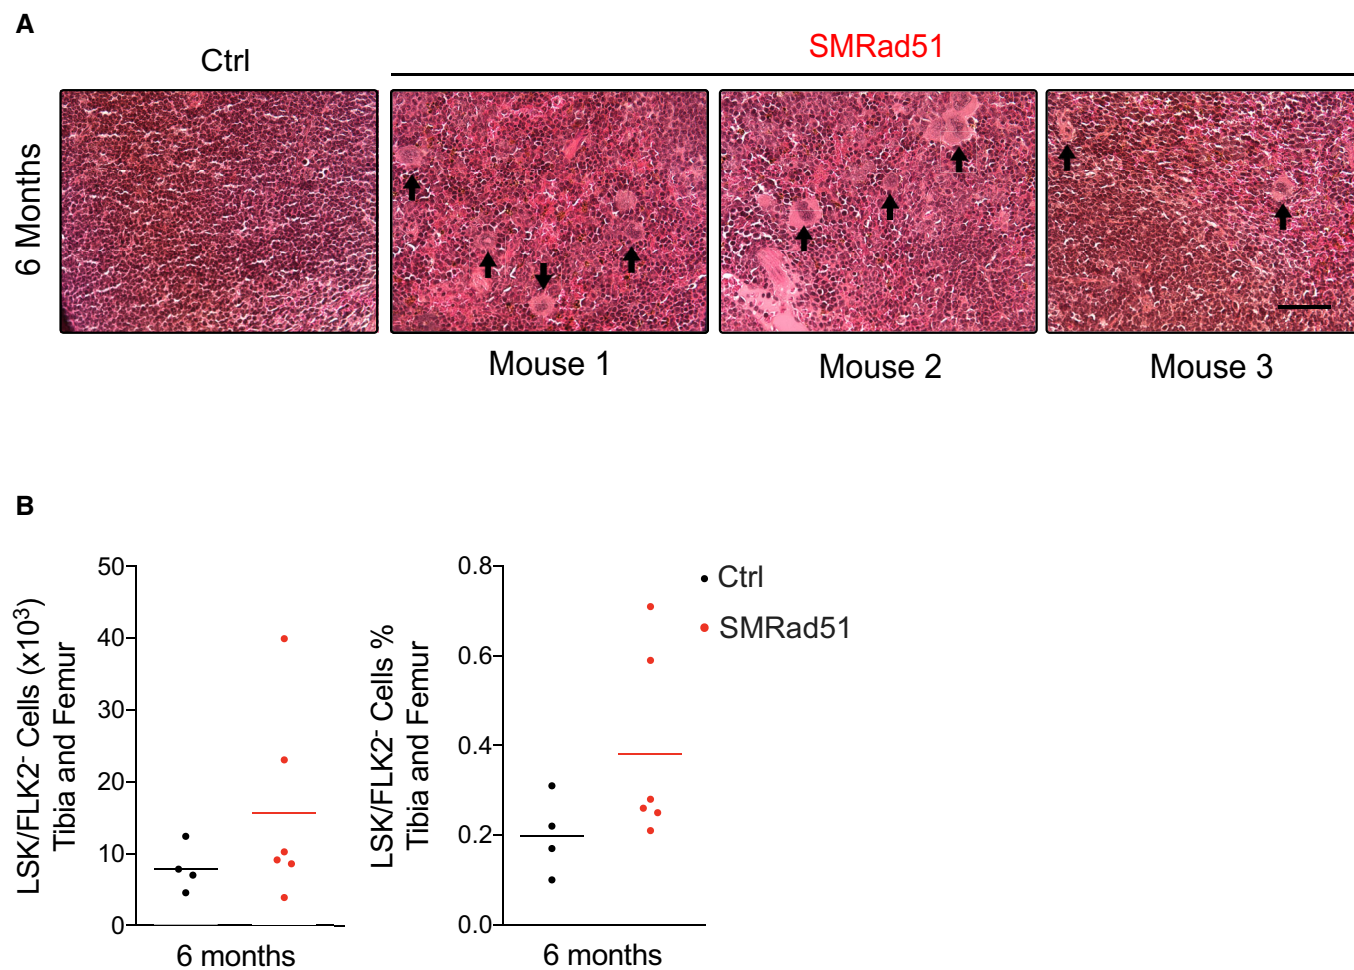 A
SMRad51
Ctrl
6 Months
Mouse 1
Mouse 2
Mouse 3
B
LSK/FLK2⁻ Cells (x10³)
Tibia and Femur
50
40
30
20
10
0
6 months
LSK/FLK2⁻ Cells %
Tibia and Femur
0.8
0.6
0.4
0.2
0.0
6 months
Ctrl
SMRad51